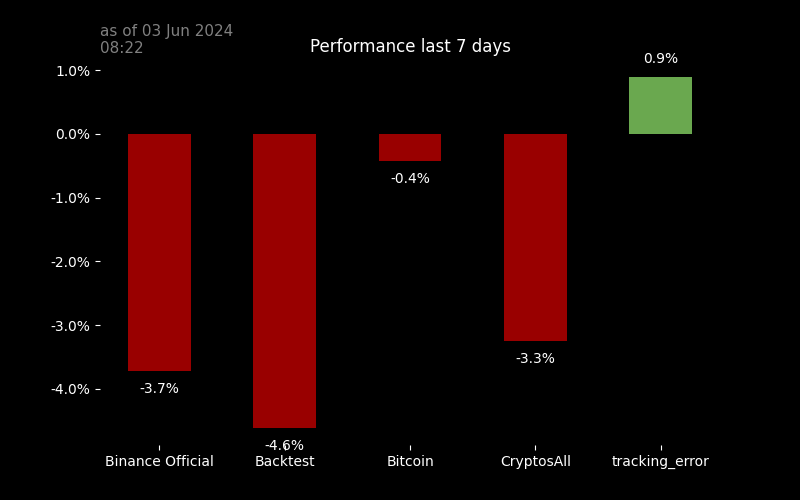 as of 03 Jun 2024
08:22
Performance last 7 days
0.9%
1.0%
0.0%
-0.4%
-1.0%
-2.0%
-3.0%
-3.3%
-3.7%
-4.0%
-4.6%
Binance Official
Backtest
Bitcoin
CryptosAll
tracking_error